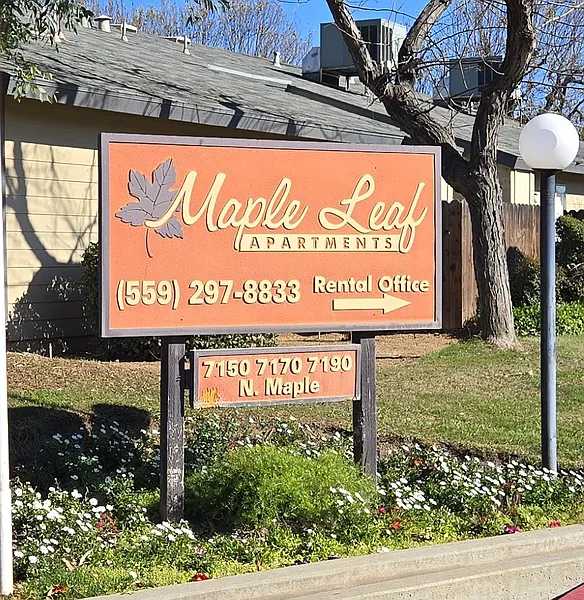 Maple Leaf
APARTMENTS
(559) 297-8833
Rental Office
7150 7170 7190
N. Maple